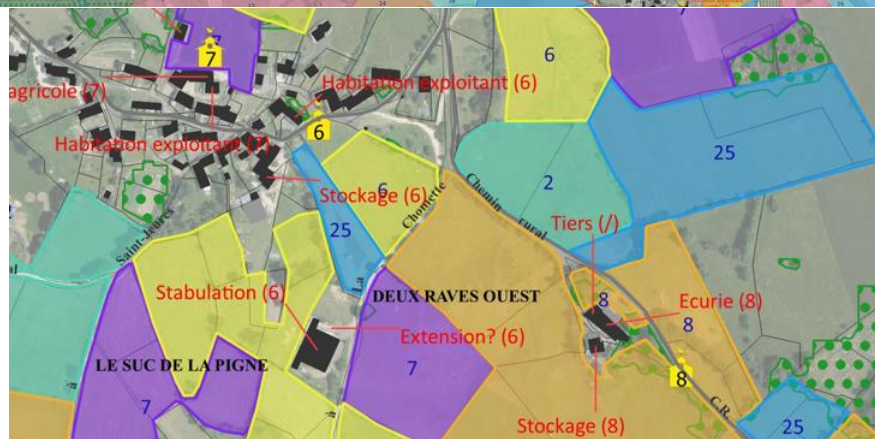 7
7
agricole (7)
Habitation exploitant (6)
6
6
Habitation exploitant (7)
25
2
Stockage (6)
6
Chomette
Chemin rural
Tiers (/)
Saint-Jeures
25
La
Stabulation (6)
DEUX RAVES OUEST
8
Ecurie (8)
8
Extension? (6)
LE SUC DE LA PIGNE
7
7
à
à
8
C.R.
Stockage (8)
25